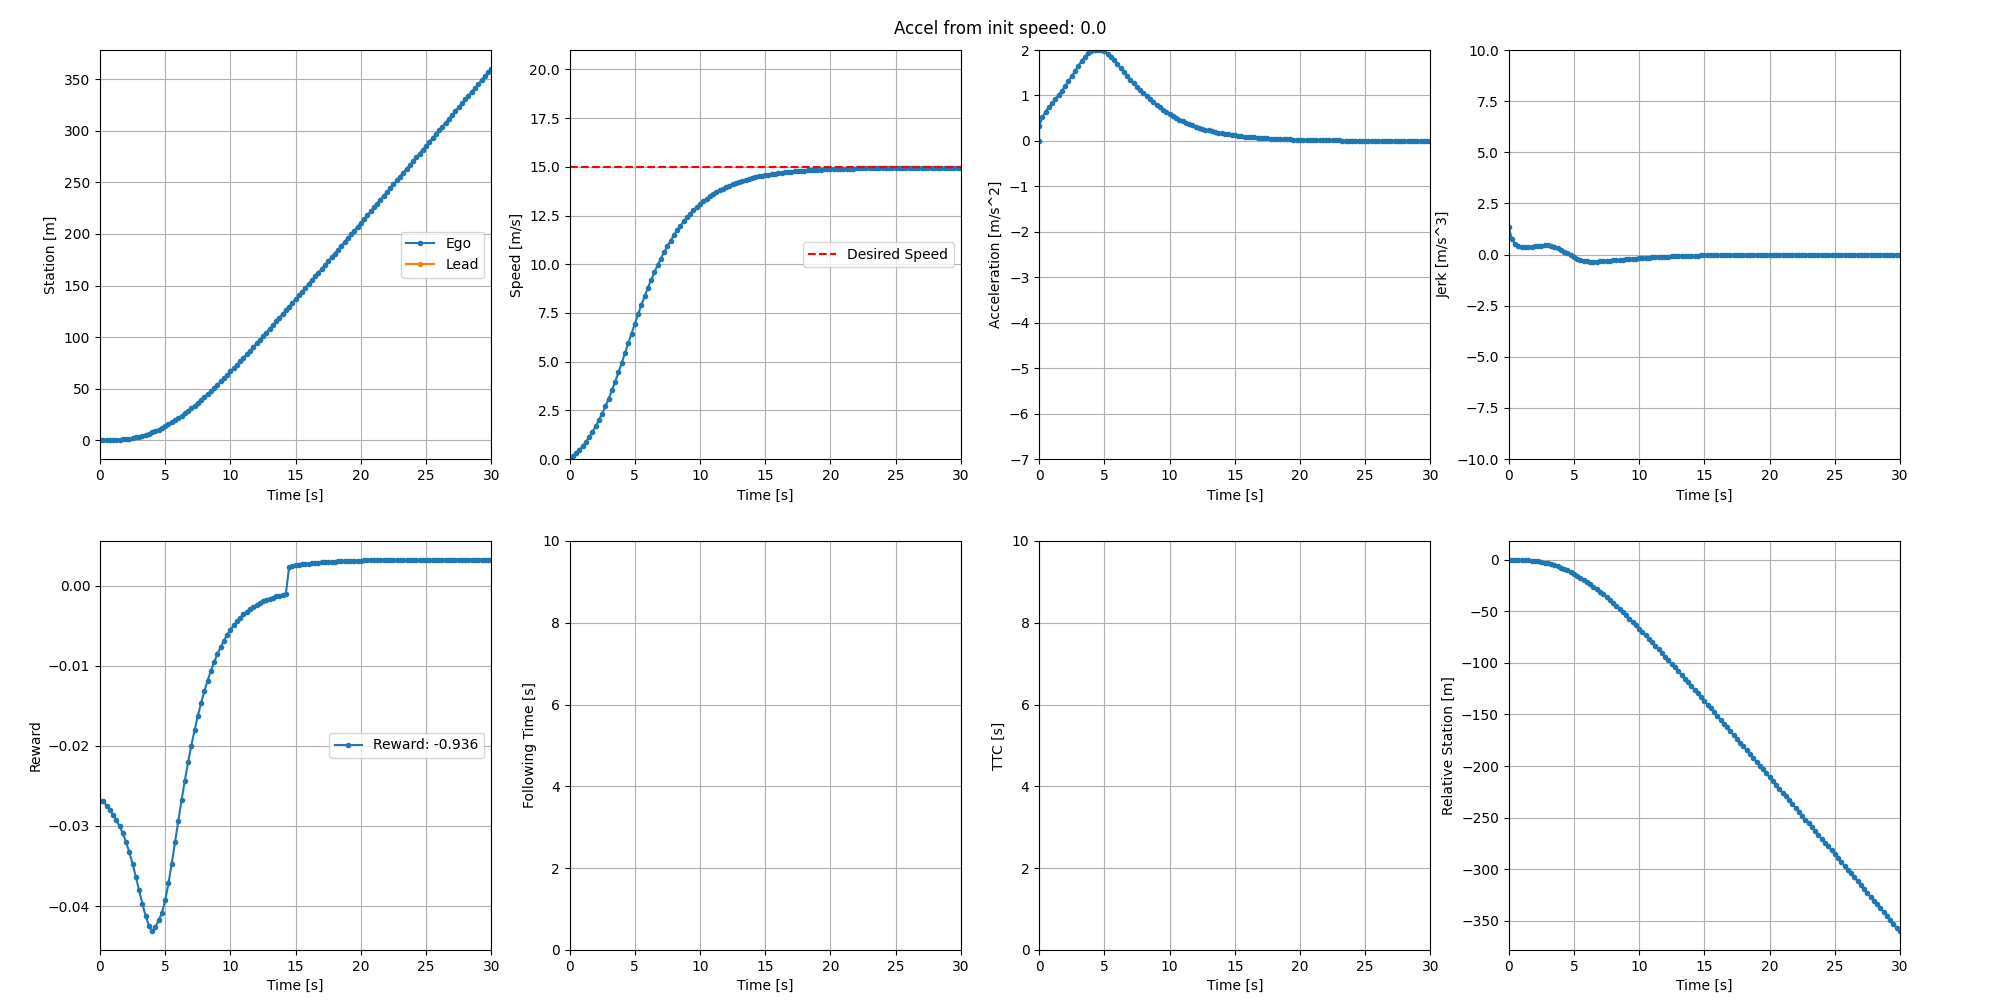 Accel from init speed: 0.0
Station [m]
350
300
250
200
150
100
50
0
0 5 10 15 20 25 30
Time [s]
Ego
Lead
Speed [m/s]
20.0
17.5
15.0
12.5
10.0
7.5
5.0
2.5
0.0
0 5 10 15 20 25 30
Time [s]
Desired Speed
Acceleration [m/s^2]
2
1
0
−1
−2
−3
−4
−5
−6
−7
0 5 10 15 20 25 30
Time [s]
Jerk [m/s^3]
10.0
7.5
5.0
2.5
0.0
−2.5
−5.0
−7.5
−10.0
0 5 10 15 20 25 30
Time [s]
Reward
0.00
−0.01
−0.02
−0.03
−0.04
0 5 10 15 20 25 30
Time [s]
Reward: -0.936
Following Time [s]
10
8
6
4
2
0
0 5 10 15 20 25 30
Time [s]
TTC [s]
10
8
6
4
2
0
0 5 10 15 20 25 30
Time [s]
Relative Station [m]
0
−50
−100
−150
−200
−250
−300
−350
0 5 10 15 20 25 30
Time [s]